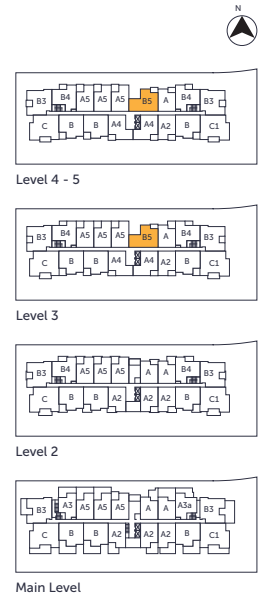 N
B3 B4 A5 A5 A5 B5 A B4 B3
C B B A4 A4 A2 B C1
Level 4 - 5
B3 B4 A5 A5 A5 B5 A B4 B3
C B B A4 A4 A2 B C1
Level 3
B3 B4 A5 A5 A5 A A B4 B3
C B B A2 A2 A2 B C1
Level 2
B3 A3 A5 A5 A5 A A A3a B3
C B B A2 A2 A2 B C1
Main Level